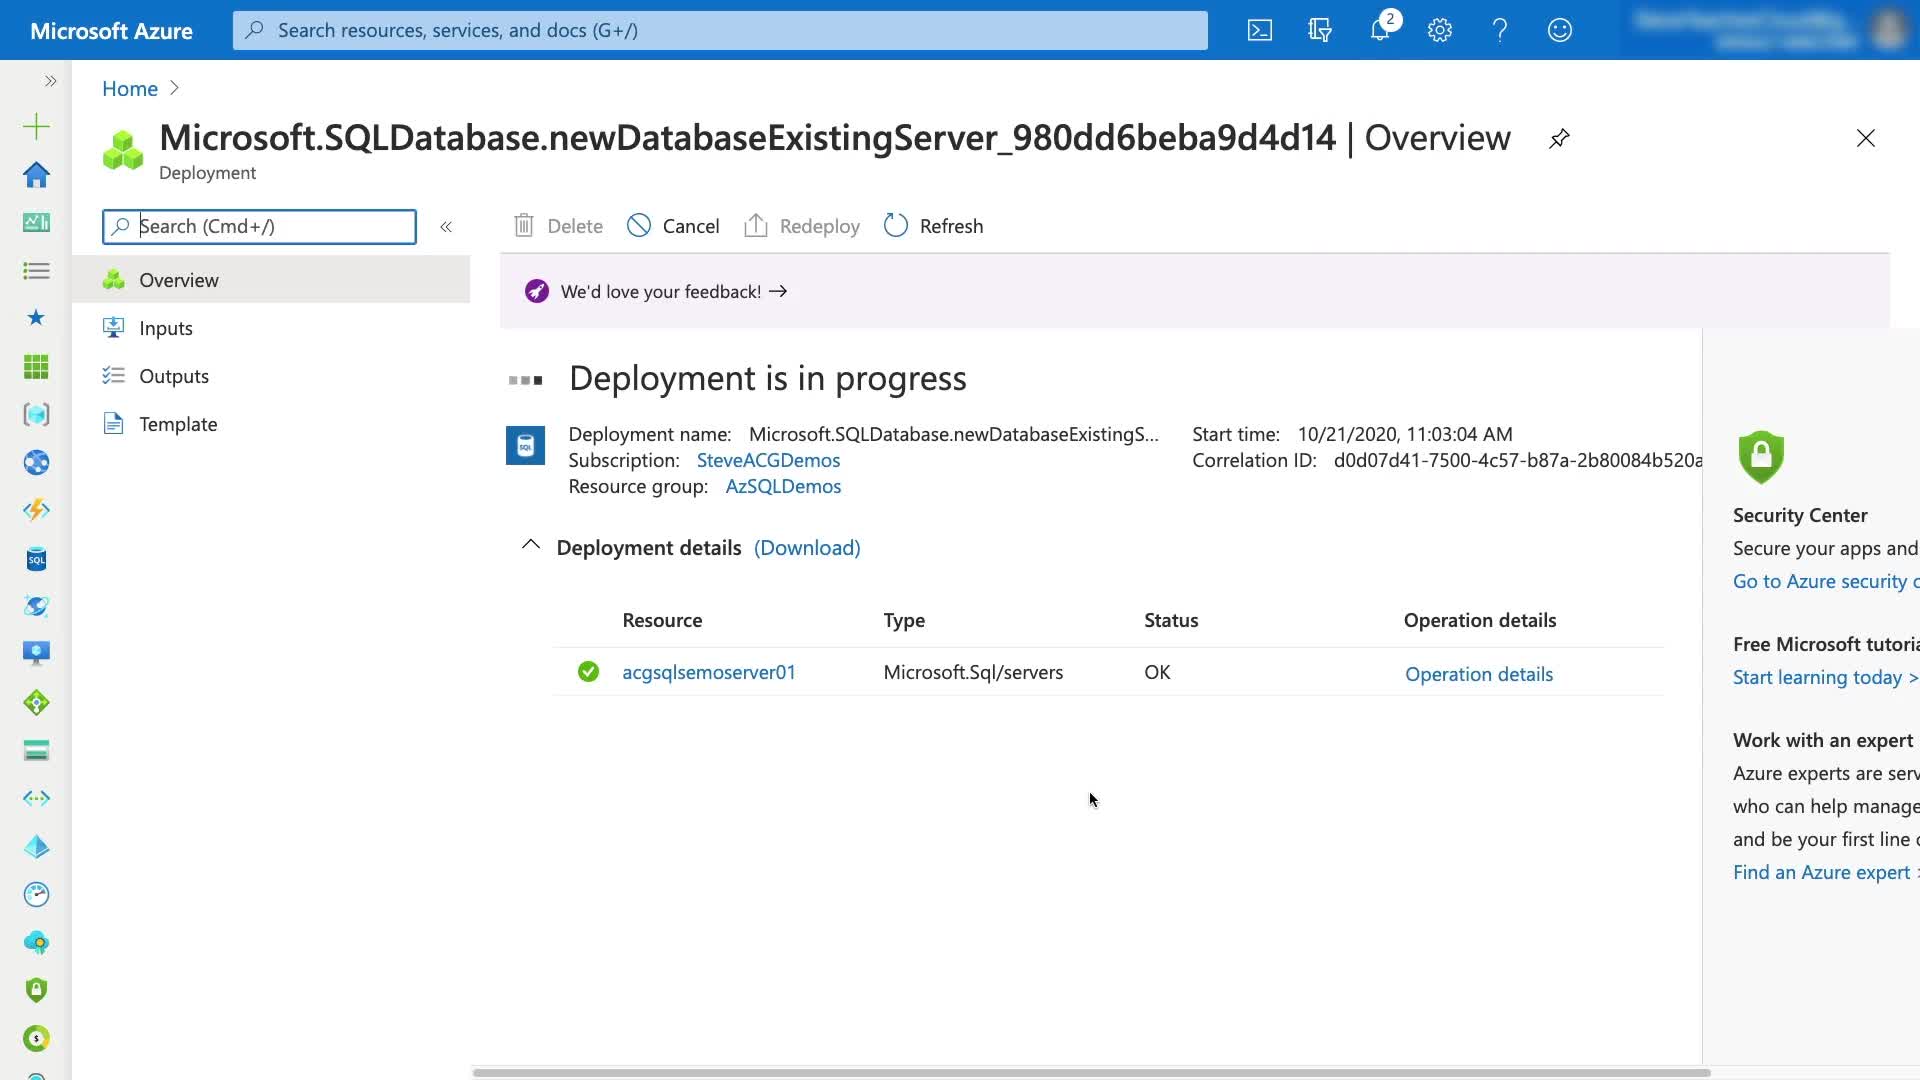 Microsoft Azure
Search resources, services, and docs (G+/)
2
Home
Microsoft.SQLDatabase.newDatabaseExistingServer_980dd6beba9d4d14 | Overview
Deployment
Search (Cmd+/)
Delete
Cancel
Redeploy
Refresh
Overview
Inputs
Outputs
Template
We'd love your feedback! →
Deployment is in progress
SQL
Deployment name: Microsoft.SQLDatabase.newDatabaseExistingS...
Subscription: SteveACGDemos
Resource group: AzSQLDemos
Start time: 10/21/2020, 11:03:04 AM
Correlation ID: d0d07d41-7500-4c57-b87a-2b80084b520a
Deployment details (Download)
Resource Type Status Operation details
acgsqlsemoserver01 Microsoft.Sql/servers OK Operation details
Security Center
Secure your apps and
Go to Azure security c
Free Microsoft tutoria
Start learning today >
Work with an expert
Azure experts are serv
who can help manage
and be your first line c
Find an Azure expert >
SQL